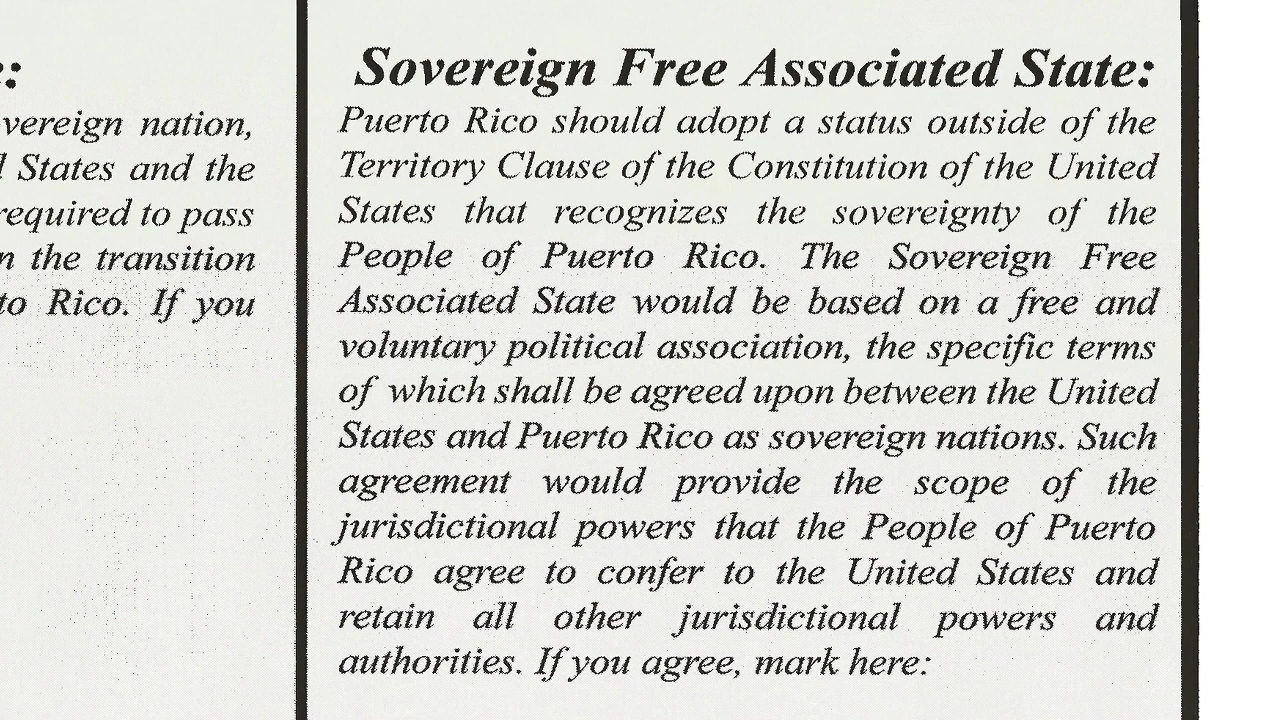 e:
vereign nation,
States and the
required to pass
the transition
to Rico. If you
Sovereign Free Associated State:
Puerto Rico should adopt a status outside of the
Territory Clause of the Constitution of the United
States that recognizes the sovereignty of the
People of Puerto Rico. The Sovereign Free
Associated State would be based on a free and
voluntary political association, the specific terms
of which shall be agreed upon between the United
States and Puerto Rico as sovereign nations. Such
agreement would provide the scope of the
jurisdictional powers that the People of Puerto
Rico agree to confer to the United States and
retain all other jurisdictional powers and
authorities. If you agree, mark here: